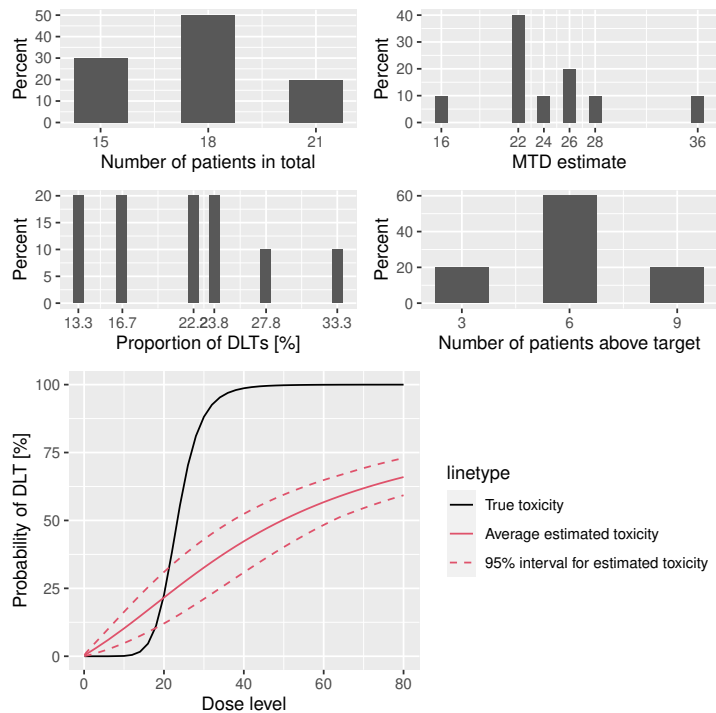 50
40
30
20
10
0
Percent
15 18 21
Number of patients in total
40
30
20
10
0
Percent
16 22 24 26 28 36
MTD estimate
20
15
10
5
0
Percent
13.3 16.7 22.2 23.8 27.8 33.3
Proportion of DLTs [%]
60
40
20
0
Percent
3 6 9
Number of patients above target
100
75
50
25
0
Probability of DLT [%]
0 20 40 60 80
Dose level
linetype
True toxicity
Average estimated toxicity
95% interval for estimated toxicity